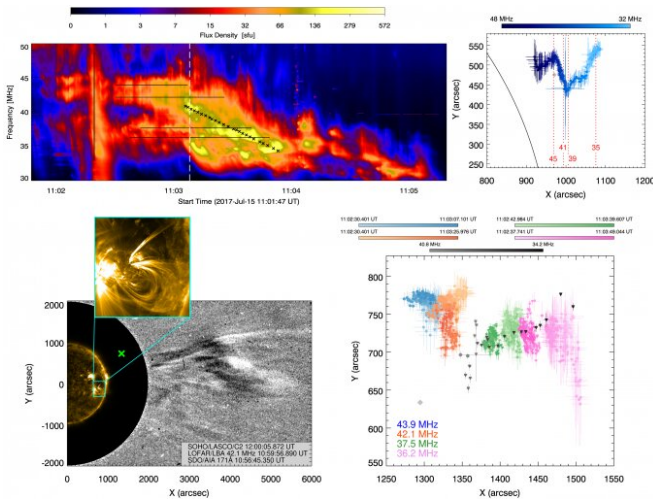 0 1 3 7 15 32 66 136 279 572
Flux Density [sfu]
50
45
40
35
30
Frequency [MHz]
11:02 11:03 11:04 11:05
Start Time (2017-Jul-15 11:01:47 UT)
48 MHz 32 MHz
550
500
450
400
350
300
250
200
Y (arcsec)
41 35
45 39
800 900 1000 1100 1200
X (arcsec)
2000
1000
0
-1000
-2000
Y (arcsec)
SOHO/LASCO/C2 12:00:05.872 UT
LOFAR/LBA 42.1 MHz 10:59:56.890 UT
SDO/AIA 171Å 10:56:45.350 UT
0 1000 2000 3000 4000 5000 6000
X (arcsec)
11:02:30.401 UT 11:03:07.101 UT 11:02:42.984 UT 11:03:39.607 UT
11:02:30.401 UT 11:03:25.976 UT 11:02:37.741 UT 11:03:49.044 UT
40.8 MHz 34.2 MHz
800
750
700
650
600
550
Y (arcsec)
43.9 MHz
42.1 MHz
37.5 MHz
36.2 MHz
1250 1300 1350 1400 1450 1500 1550
X (arcsec)